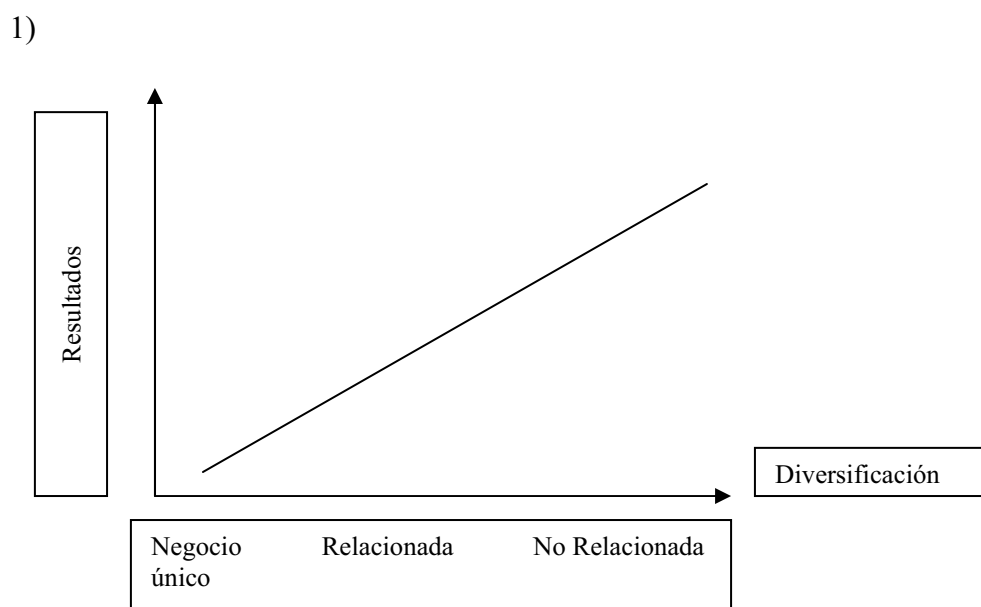 1)
Resultados
Diversificación
Negocio Relacionada No Relacionada
único